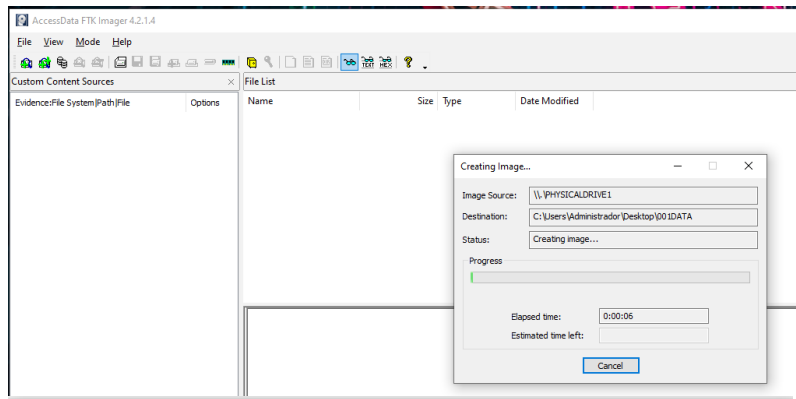 AccessData FTK Imager 4.2.1.4
File View Mode Help
TEXT HEX
Custom Content Sources
Evidence:File System|Path|File Options
File List
Name Size Type Date Modified
Creating Image...
Image Source: \\.\PHYSICALDRIVE1
Destination: C:\Users\Administrador\Desktop\001DATA
Status: Creating image...
Progress
Elapsed time: 0:00:06
Estimated time left:
Cancel